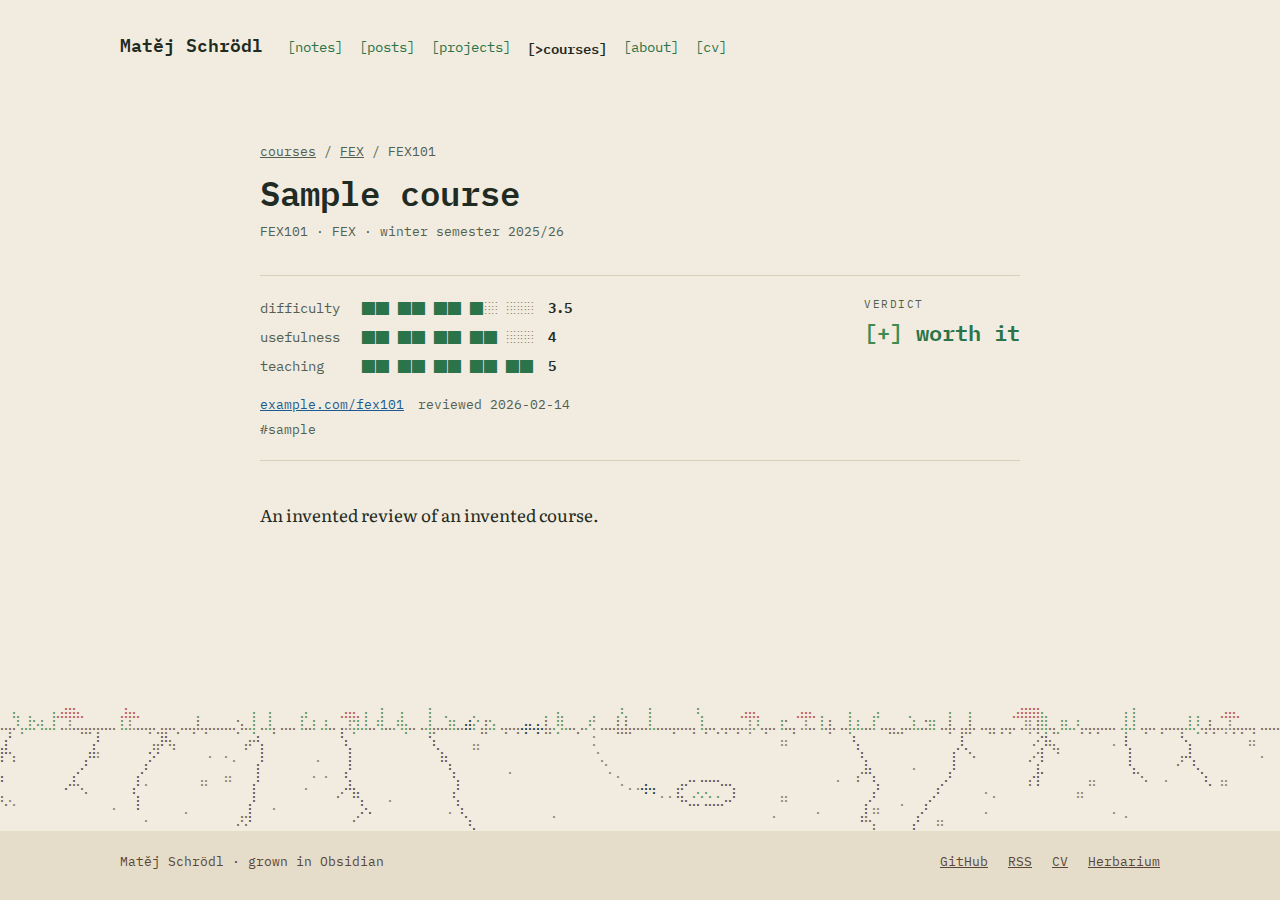 Matěj Schrödl [notes] [posts] [projects] [>courses] [about] [cv]
courses / FEX / FEX101
Sample course
FEX101 · FEX · winter semester 2025/26
difficulty 3.5
usefulness 4
teaching 5
VERDICT
[+] worth it
example.com/fex101 reviewed 2026-02-14
#sample
An invented review of an invented course.
Matěj Schrödl · grown in Obsidian GitHub RSS CV Herbarium